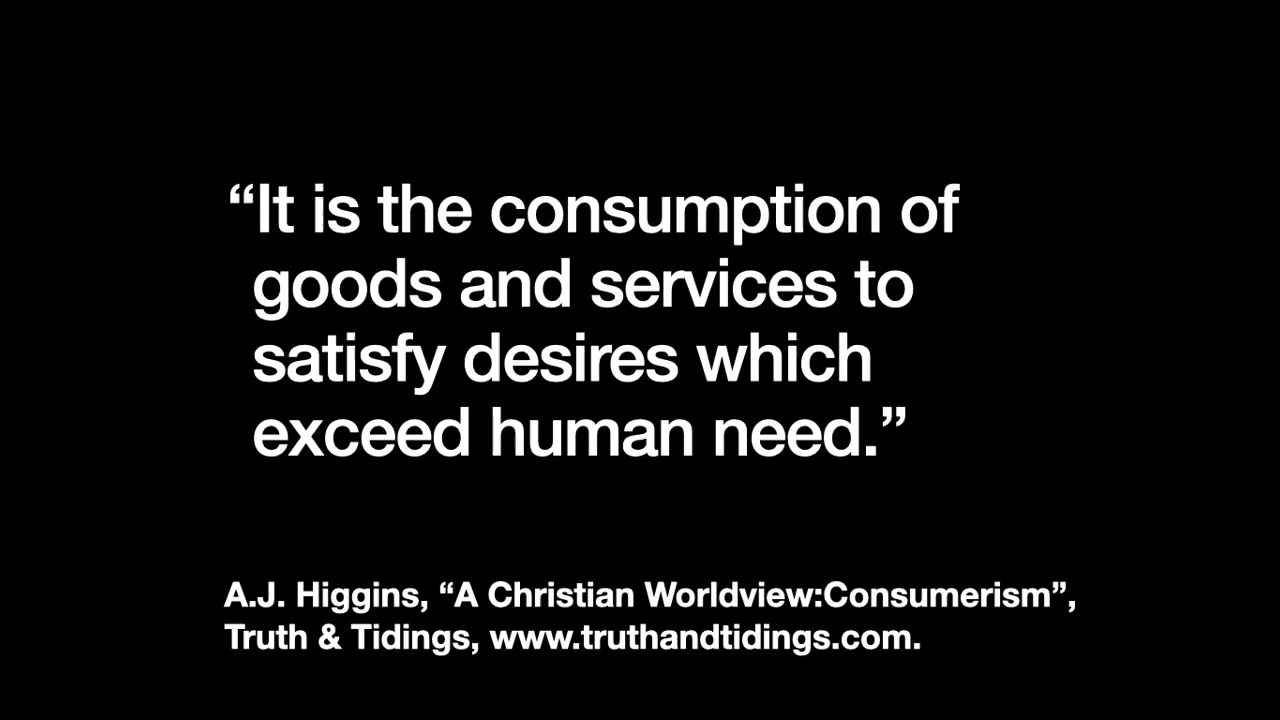 “It is the consumption of
goods and services to
satisfy desires which
exceed human need.”
A.J. Higgins, “A Christian Worldview:Consumerism”,
Truth & Tidings, www.truthandtidings.com.